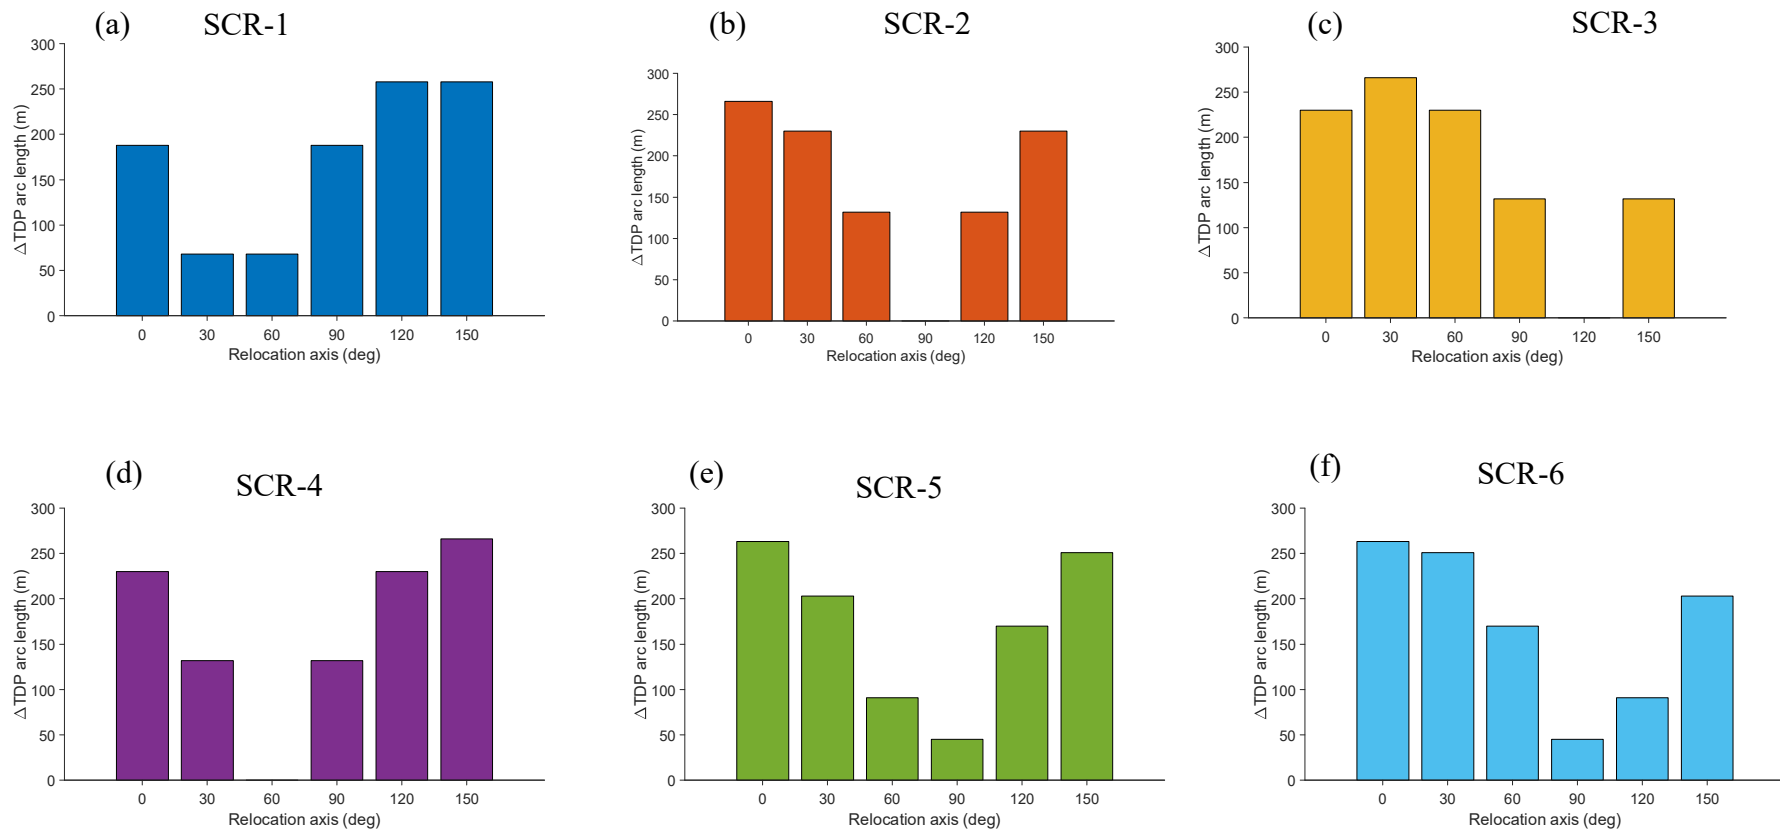 (a) SCR-1
300
250
200
150
100
50
0
ΔTDP arc length (m)
0 30 60 90 120 150
Relocation axis (deg)
(b) SCR-2
300
250
200
150
100
50
0
ΔTDP arc length (m)
0 30 60 90 120 150
Relocation axis (deg)
(c) SCR-3
300
250
200
150
100
50
0
ΔTDP arc length (m)
0 30 60 90 120 150
Relocation axis (deg)
(d) SCR-4
300
250
200
150
100
50
0
ΔTDP arc length (m)
0 30 60 90 120 150
Relocation axis (deg)
(e) SCR-5
300
250
200
150
100
50
0
ΔTDP arc length (m)
0 30 60 90 120 150
Relocation axis (deg)
(f) SCR-6
300
250
200
150
100
50
0
ΔTDP arc length (m)
0 30 60 90 120 150
Relocation axis (deg)